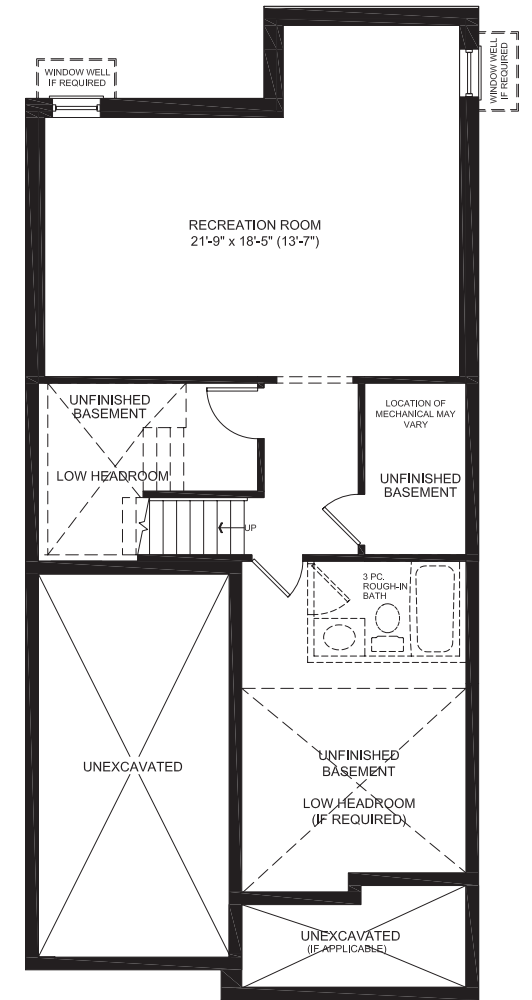 WINDOW WELL
IF REQUIRED
WINDOW WELL
IF REQUIRED
RECREATION ROOM
21'-9" x 18'-5" (13'-7")
UNFINISHED
BASEMENT
LOW HEADROOM
LOCATION OF
MECHANICAL MAY
VARY
UNFINISHED
BASEMENT
UP
3 PC.
ROUGH-IN
BATH
UNEXCAVATED
UNFINISHED
BASEMENT
LOW HEADROOM
(IF REQUIRED)
UNEXCAVATED
(IF APPLICABLE)